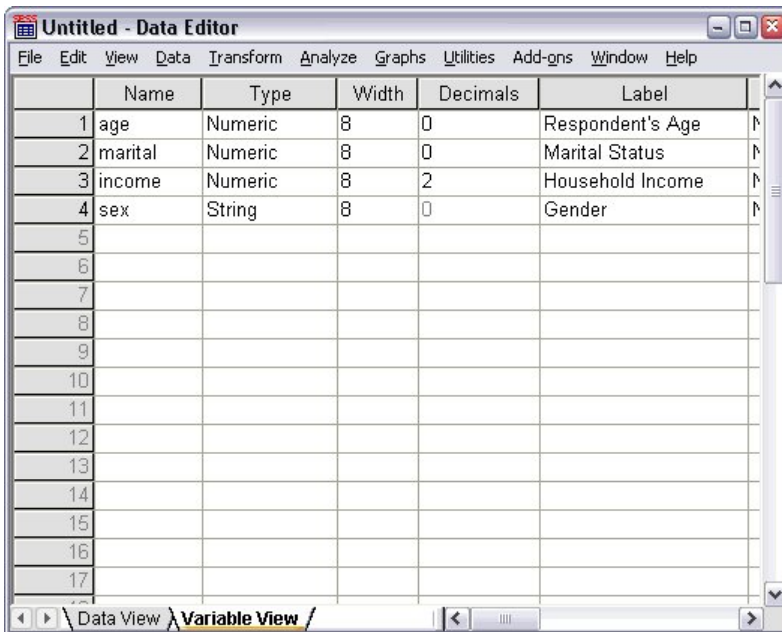 Untitled - Data Editor
File Edit View Data Transform Analyze Graphs Utilities Add-ons Window Help
Name Type Width Decimals Label
1 age Numeric 8 0 Respondent's Age
2 marital Numeric 8 0 Marital Status
3 income Numeric 8 2 Household Income
4 sex String 8 0 Gender
5
6
7
8
9
10
11
12
13
14
15
16
17
Data View Variable View